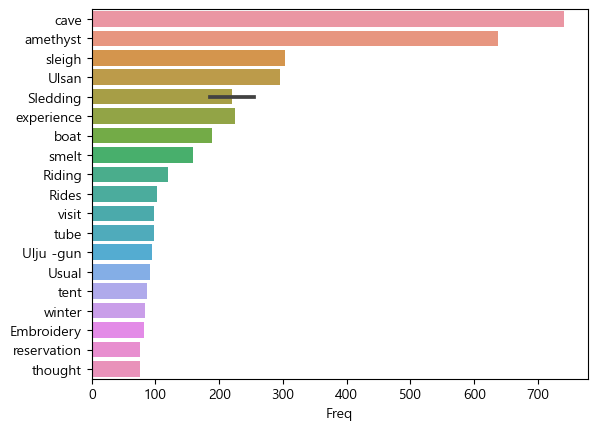 cave
amethyst
sleigh
Ulsan
Sledding
experience
boat
smelt
Riding
Rides
visit
tube
Ulju -gun
Usual
tent
winter
Embroidery
reservation
thought
0 100 200 300 400 500 600 700
Freq